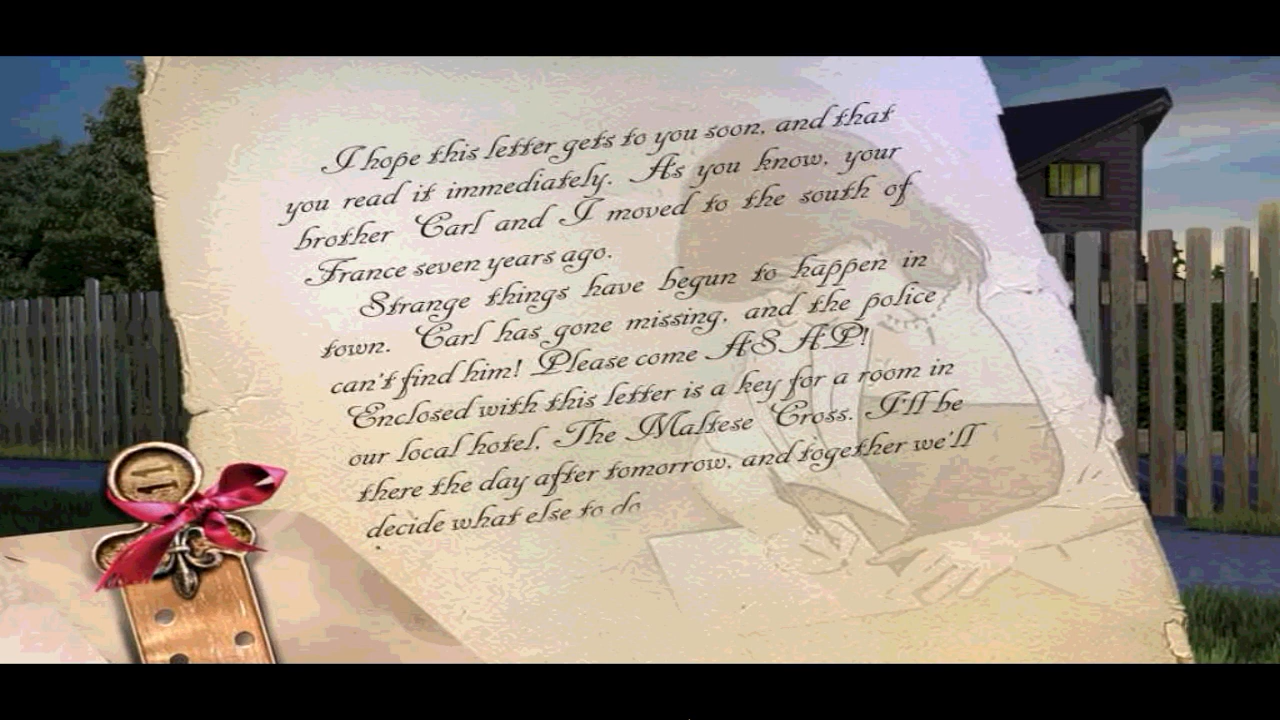 I hope this letter gets to you soon, and that
you read it immediately. As you know, your
brother Carl and I moved to the south of
France seven years ago.
Strange things have begun to happen in
town. Carl has gone missing, and the police
can't find him! Please come ASAP!
Enclosed with this letter is a key for a room in
our local hotel, The Maltese Cross. I'll be
there the day after tomorrow, and together we'll
decide what else to do
11